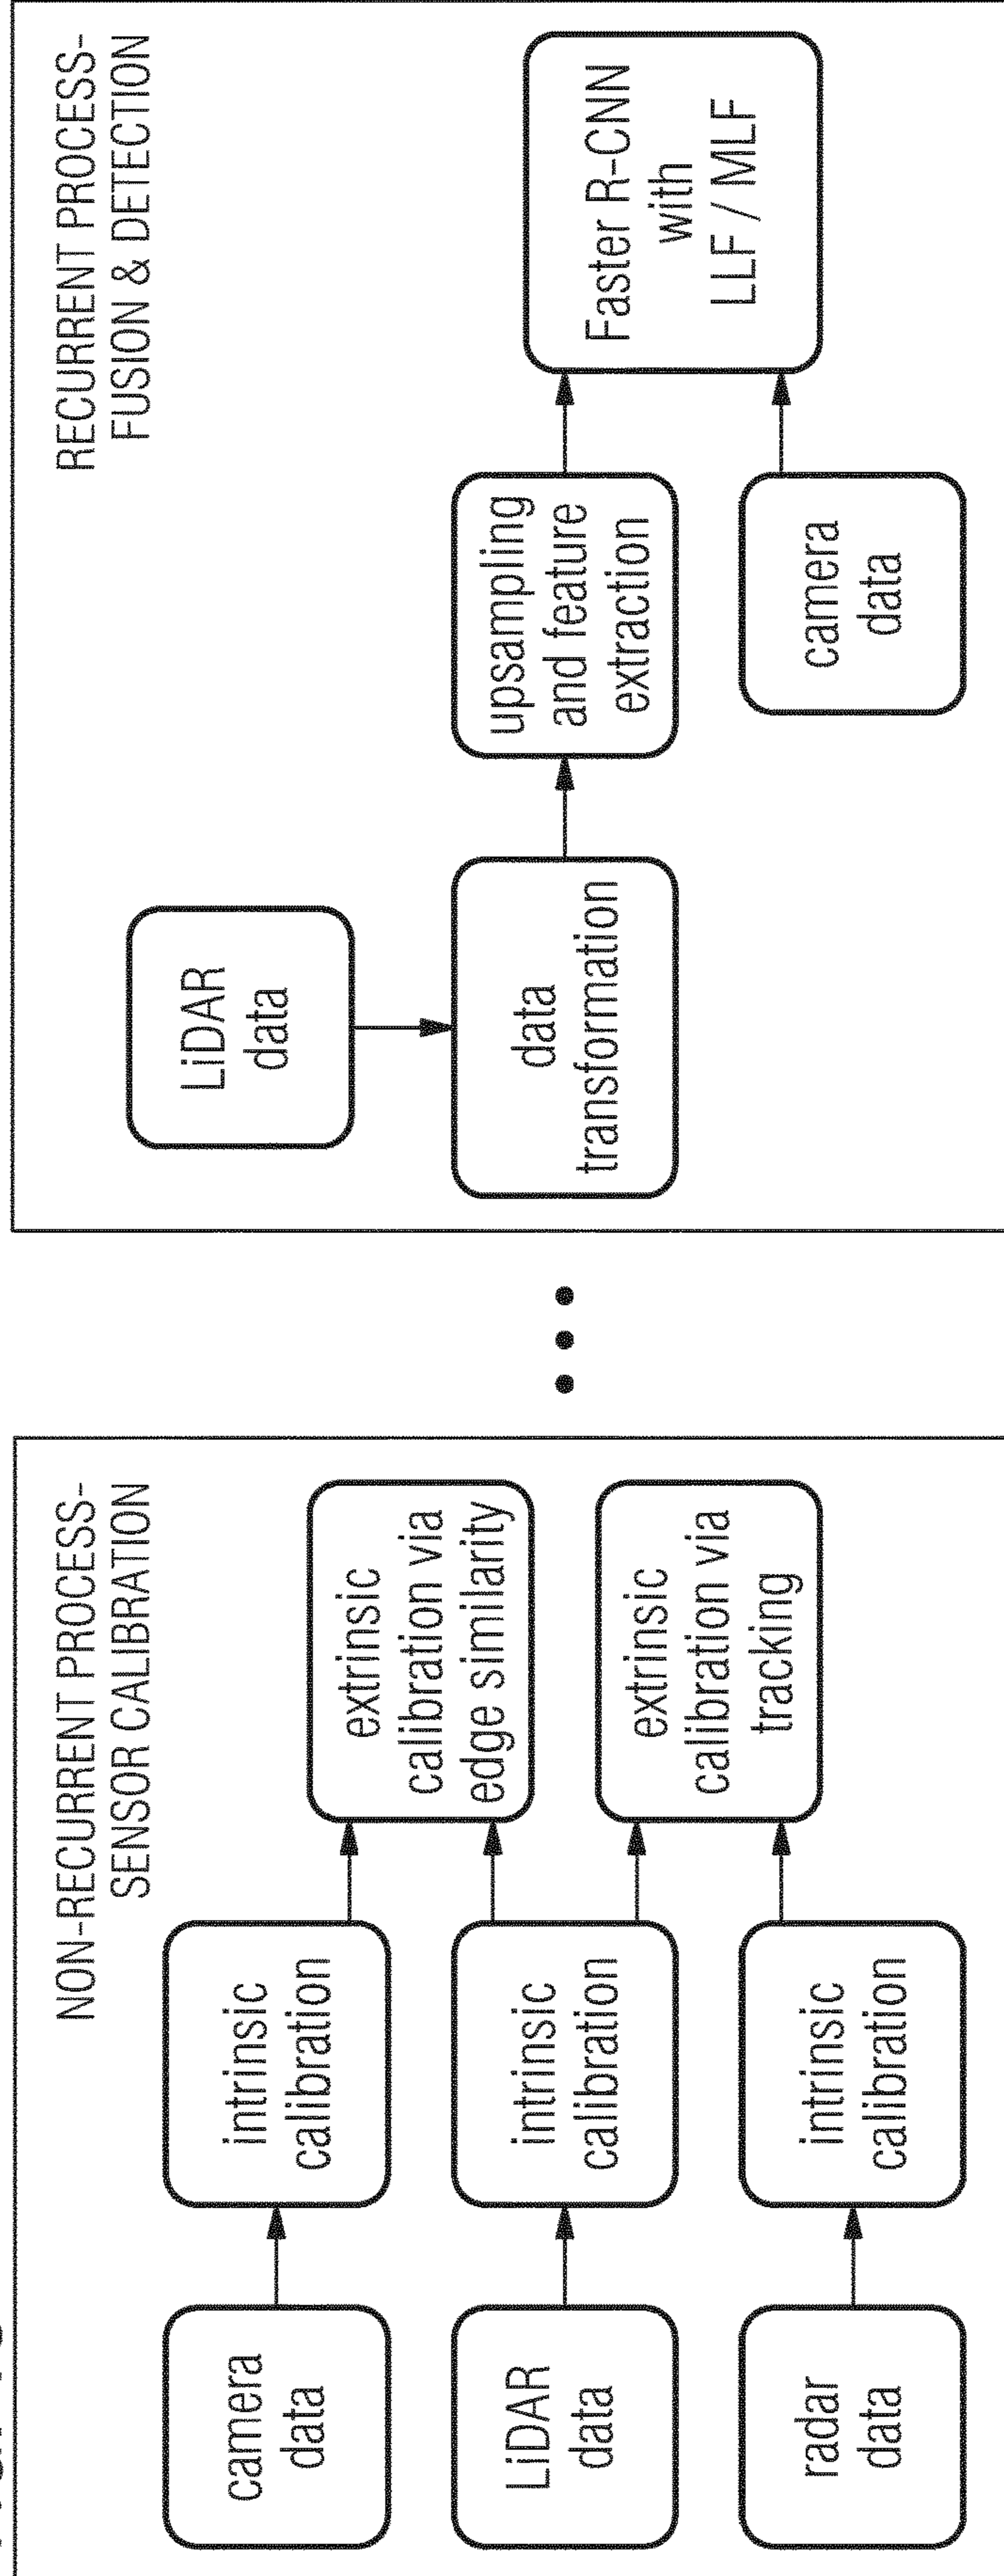 NON-RECURRENT PROCESS-
SENSOR CALIBRATION
camera
data
intrinsic
calibration
extrinsic
calibration via
edge similarity
LiDAR
data
intrinsic
calibration
extrinsic
calibration via
tracking
radar
data
intrinsic
calibration
RECURRENT PROCESS-
FUSION & DETECTION
LiDAR
data
data
transformation
upsampling
and feature
extraction
Faster R-CNN
with
LLF / MLF
camera
data